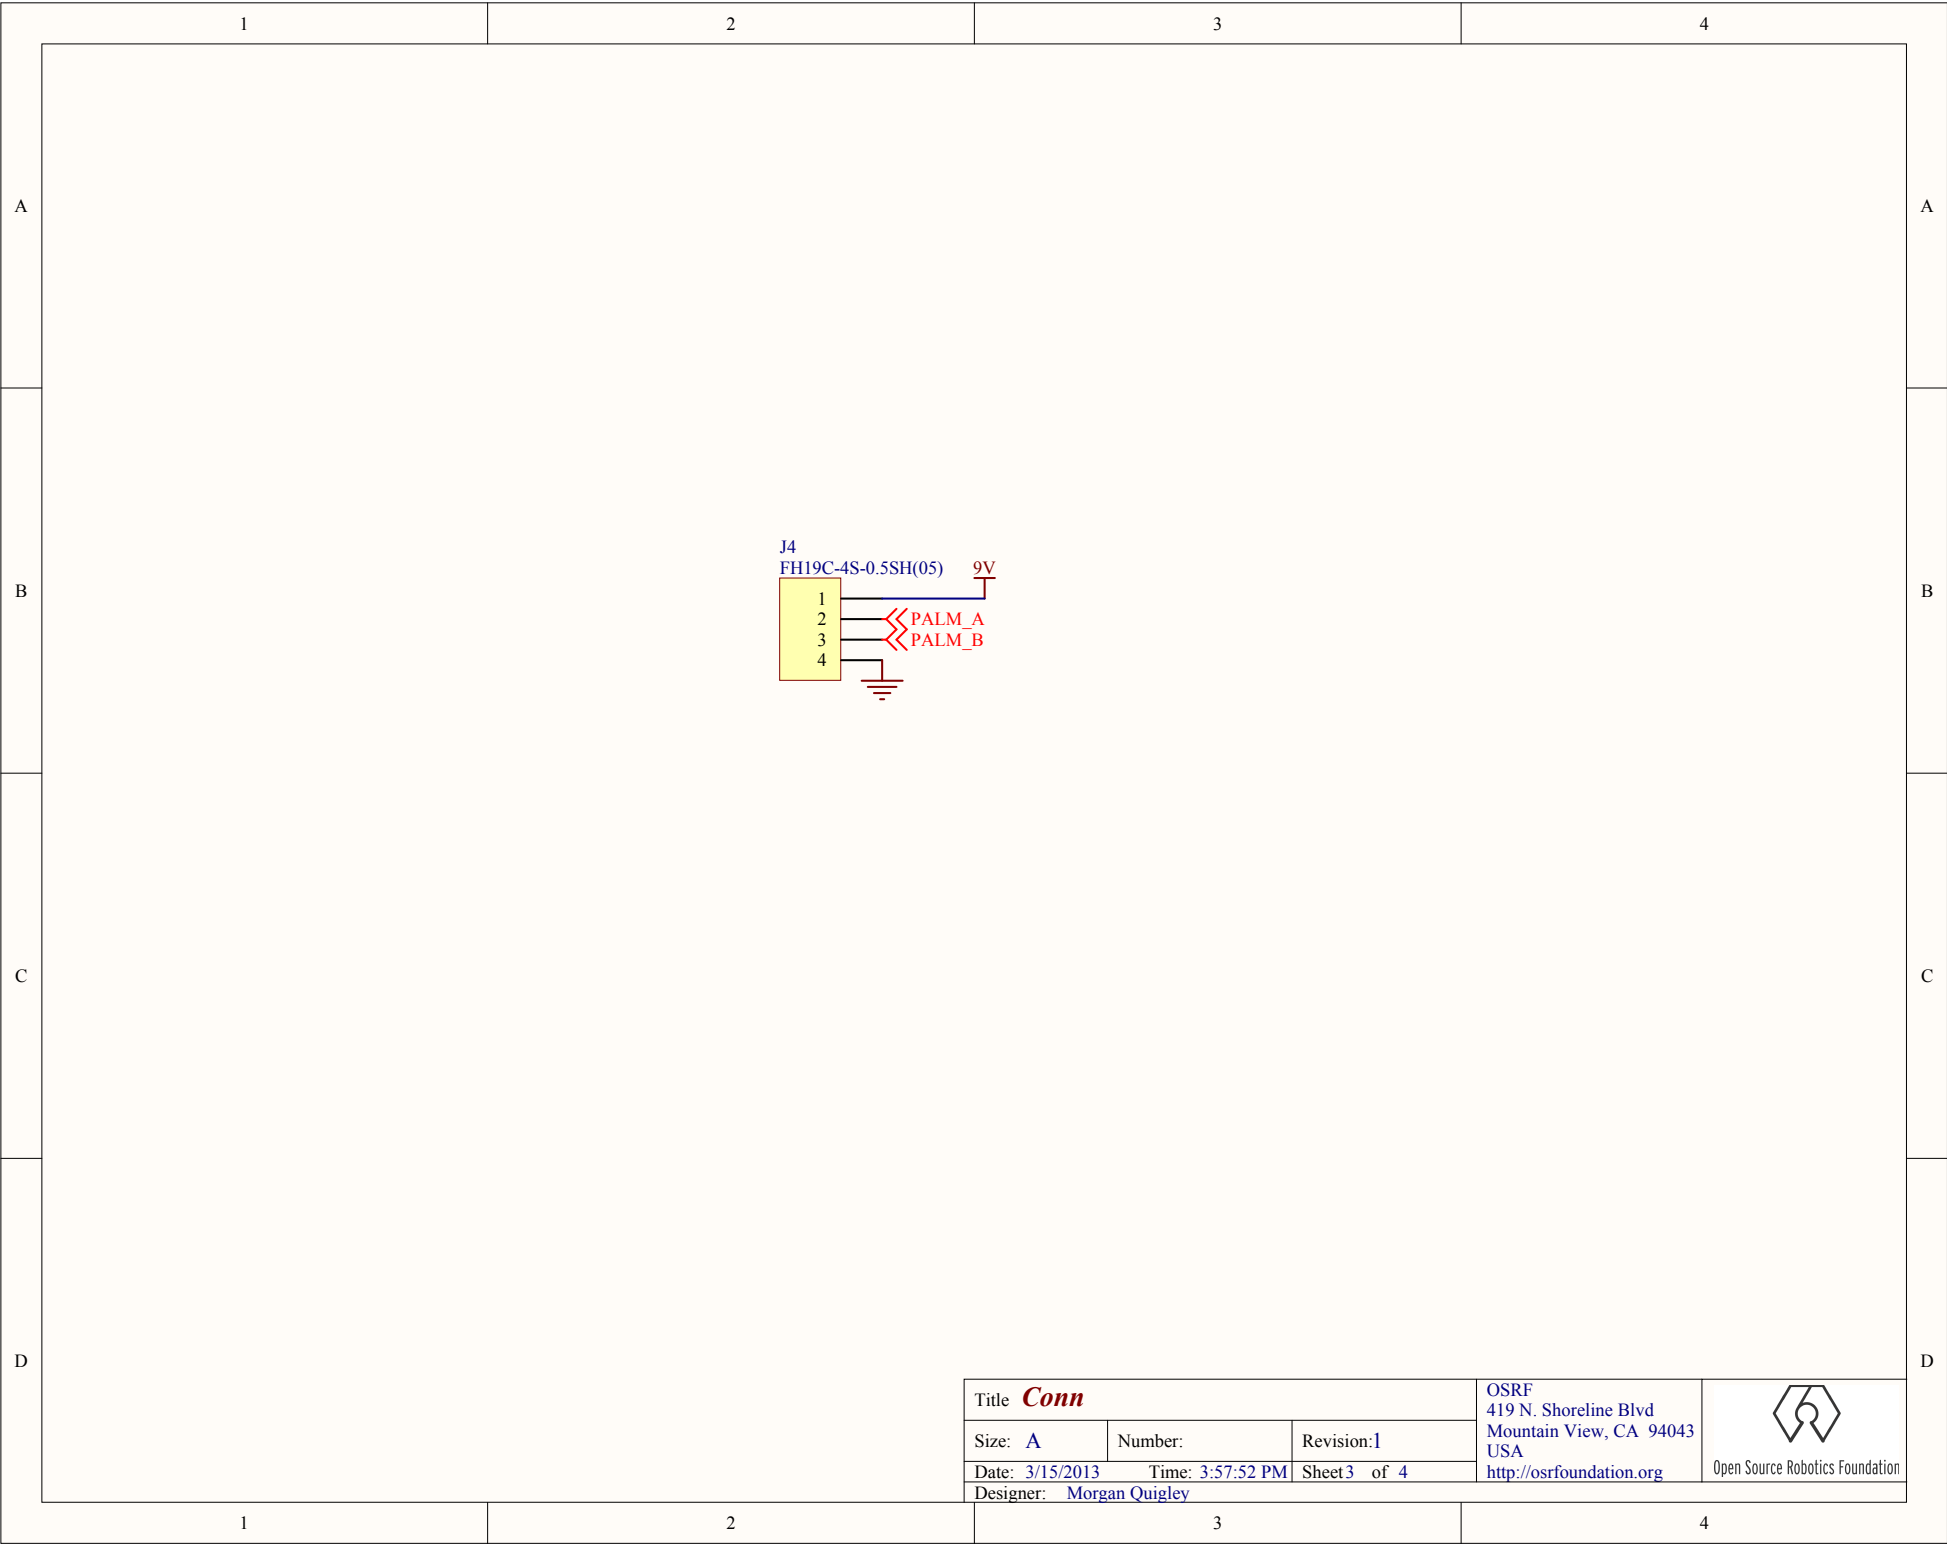 1 2 3 4
A A
J4
FH19C-4S-0.5SH(05) 9V
B B
1
2 PALM_A
3 PALM_B
4
C C
D D
Title Conn
Size: A Number: Revision:1
Date: 3/15/2013 Time: 3:57:52 PM Sheet3 of 4
Designer: Morgan Quigley
OSRF
419 N. Shoreline Blvd
Mountain View, CA 94043
USA
http://osrfoundation.org
Open Source Robotics Foundation
1 2 3 4